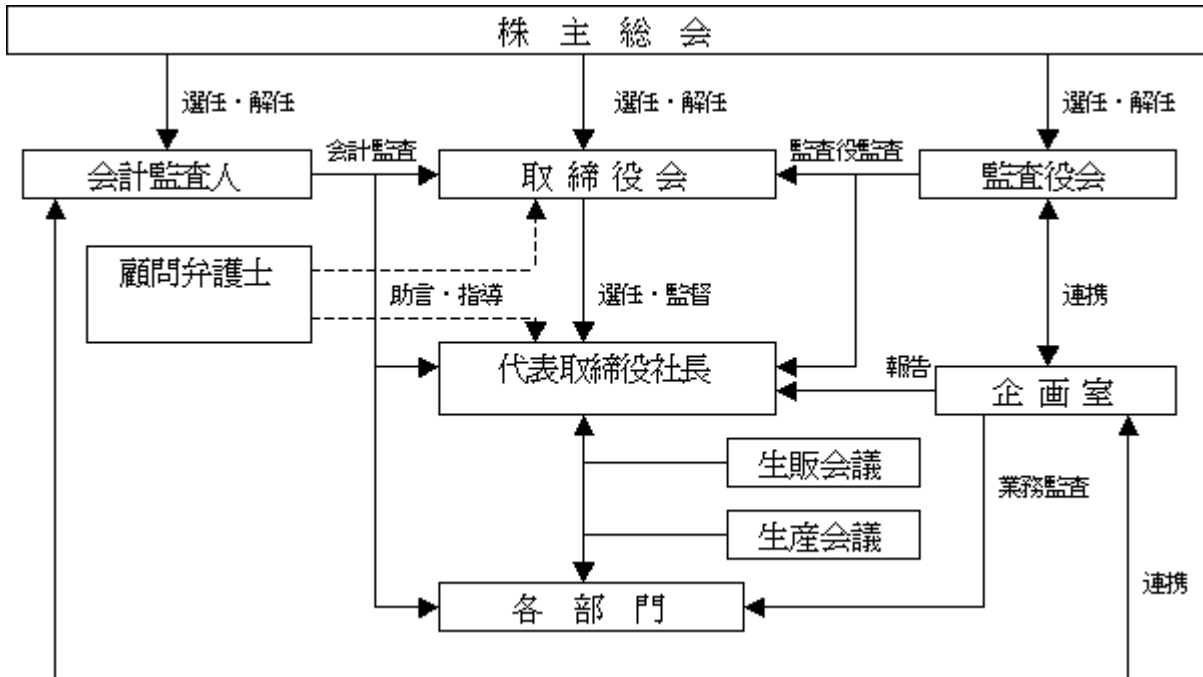 株主総会
選任・解任
選任・解任
選任・解任
会計監査
監査役監査
会計監査人
取締役会
監査役会
顧問弁護士
助言・指導
選任・監督
連携
代表取締役社長
報告
企画室
生販会議
業務監査
生産会議
連携
各部門